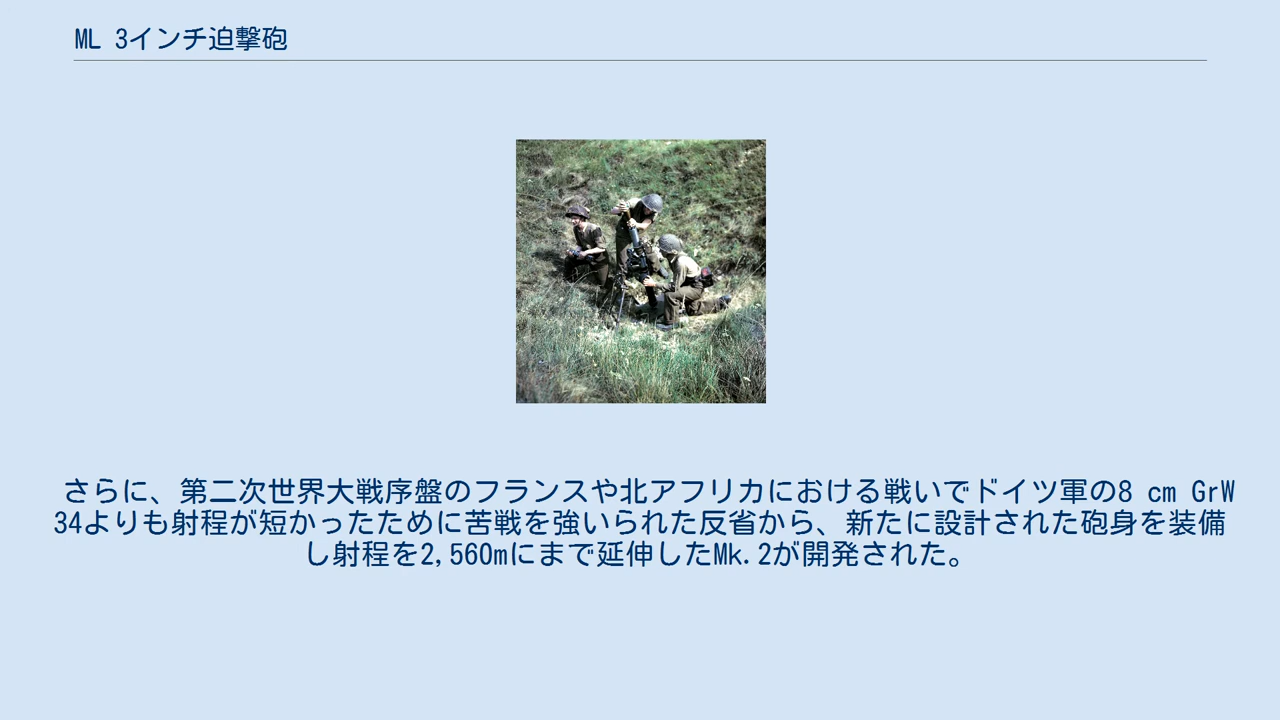 ML 3インチ迫撃砲
さらに、第二次世界大戦序盤のフランスや北アフリカにおける戦いでドイツ軍の8 cm GrW
34よりも射程が短かったために苦戦を強いられた反省から、新たに設計された砲身を装備
し射程を2,560mにまで延伸したMk.2が開発された。